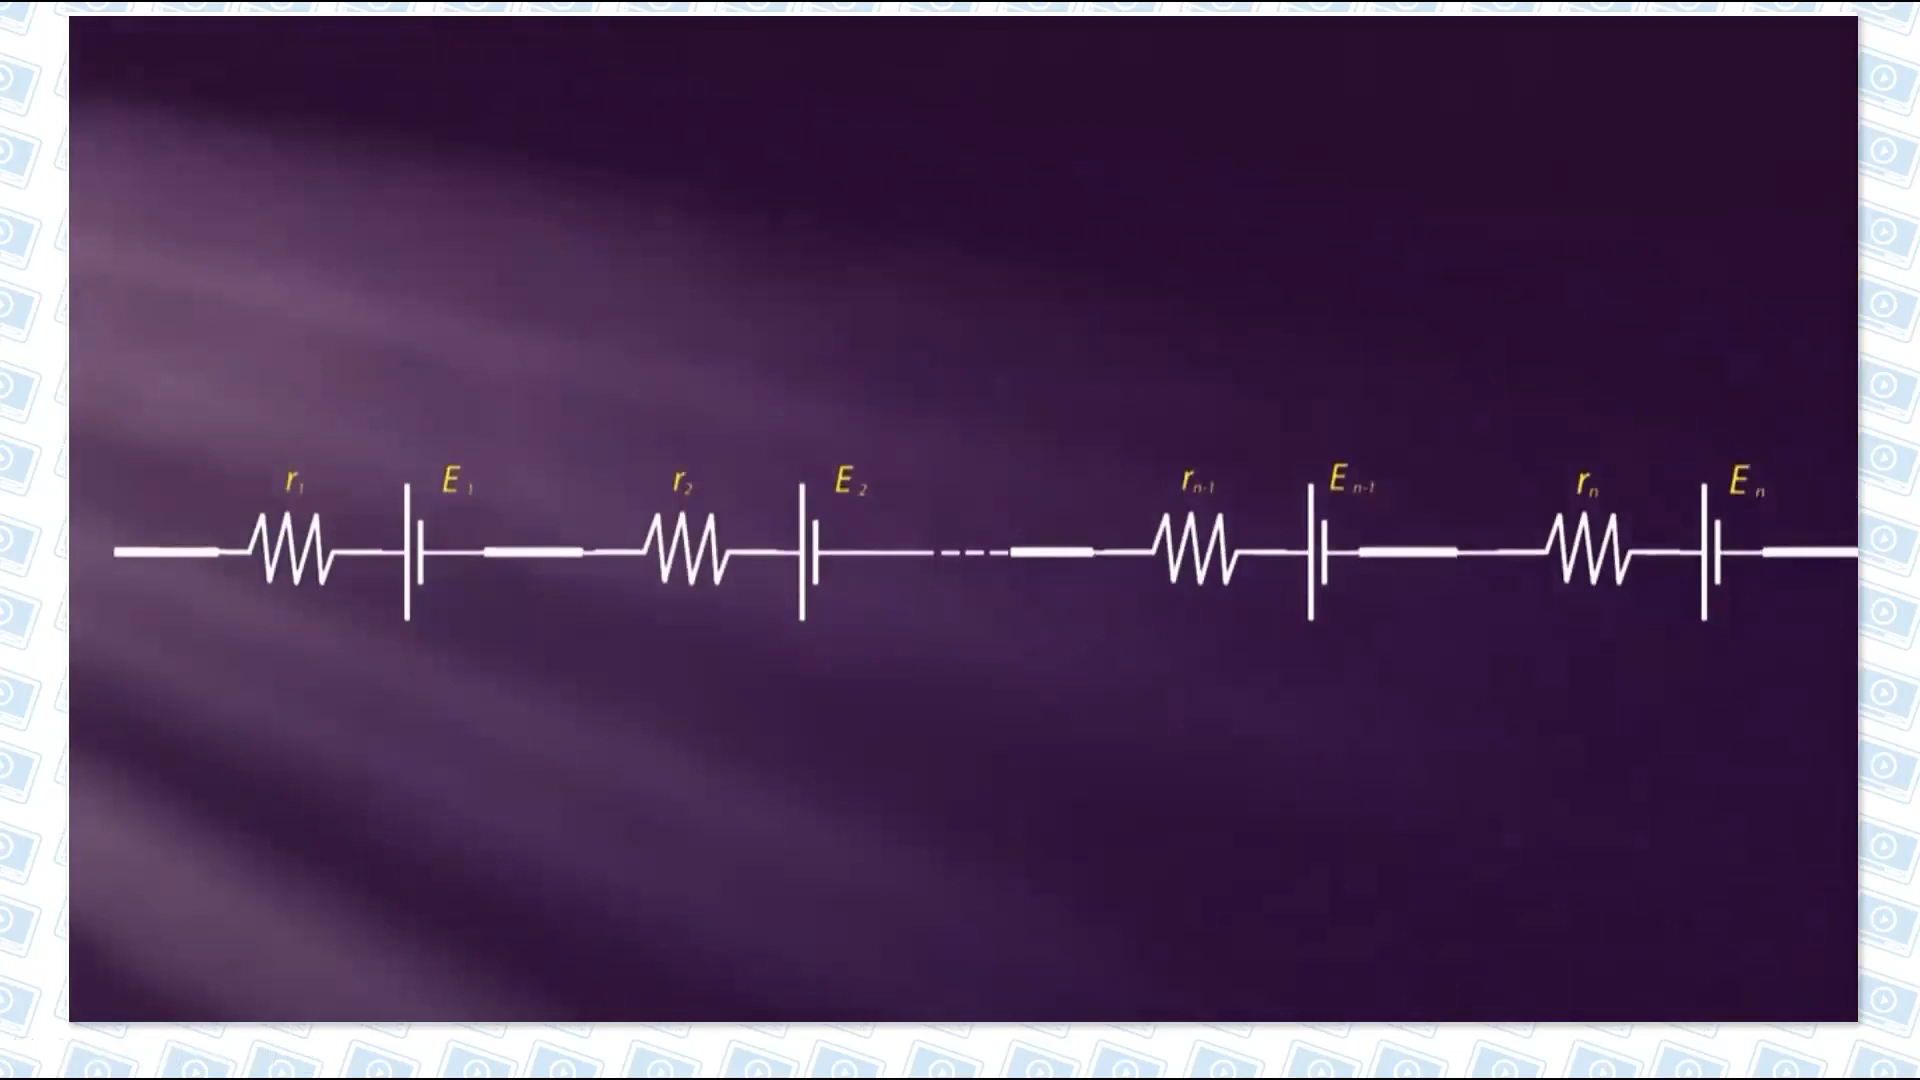 r₁ E₁ r₂ E₂ rₙ₋₁ Eₙ₋₁ rₙ Eₙ